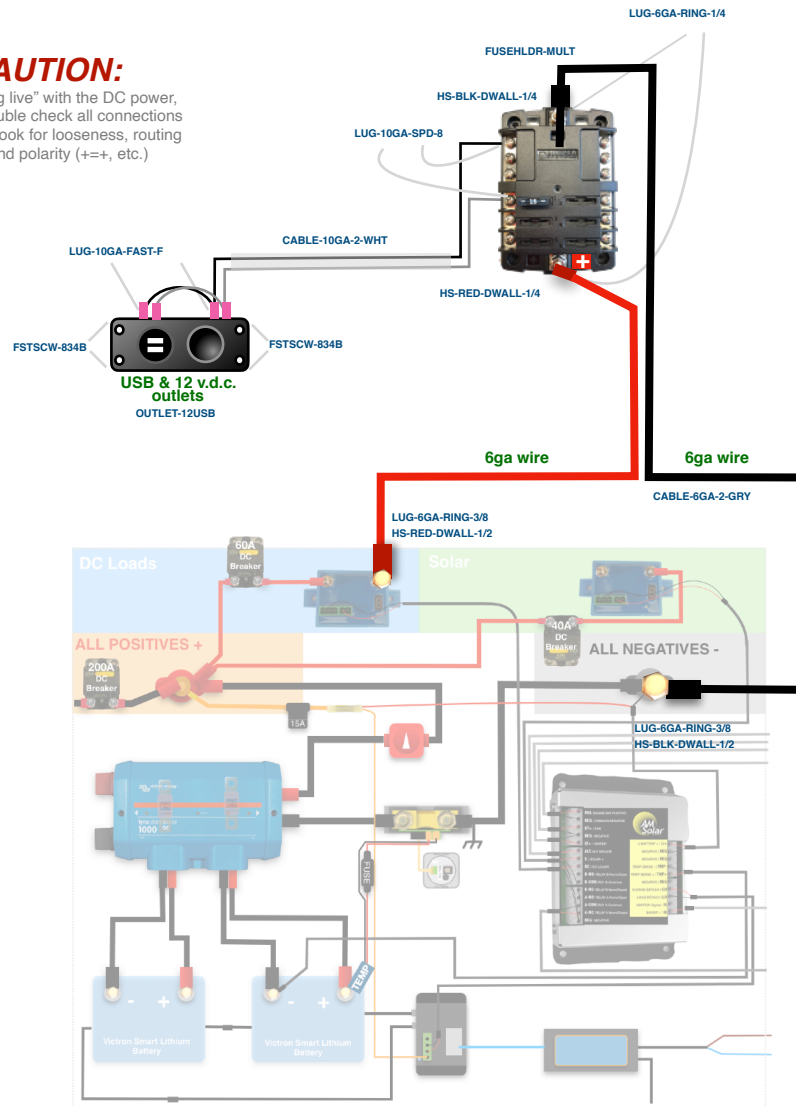 LUG-6GA-RING-1/4
FUSEHLDR-MULT
AUTION:
g live” with the DC power,
uble check all connections
ook for looseness, routing
nd polarity (+=+, etc.)
HS-BLK-DWALL-1/4
LUG-10GA-SPD-8
CABLE-10GA-2-WHT
LUG-10GA-FAST-F
HS-RED-DWALL-1/4
FSTSCW-834B
FSTSCW-834B
USB & 12 v.d.c.
outlets
OUTLET-12USB
6ga wire
6ga wire
CABLE-6GA-2-GRY
LUG-6GA-RING-3/8
HS-RED-DWALL-1/2
60A
DC
Breaker
DC Loads
Solar
40A
DC
Breaker
ALL POSITIVES +
ALL NEGATIVES -
200A
DC
Breaker
15A
LUG-6GA-RING-3/8
HS-BLK-DWALL-1/2
1000
AM
Solar
FUSE
TEMP
- +
- +
Victron Smart Lithium
Battery
Victron Smart Lithium
Battery